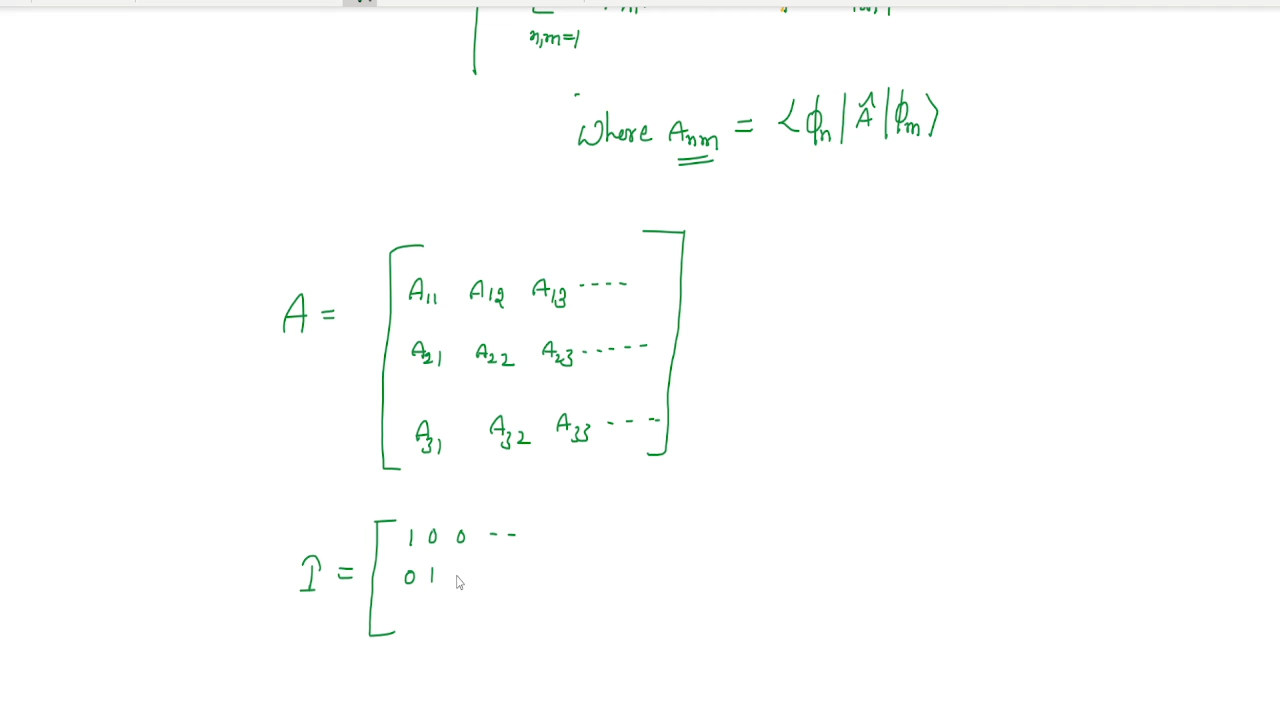 n,m=1
where Anm = ⟨ϕn|Â|ϕm⟩
A11 A12 A13 ----
A = A21 A22 A23 -----
A31 A32 A33 ---
I = [ 1 0 0 --
0 1